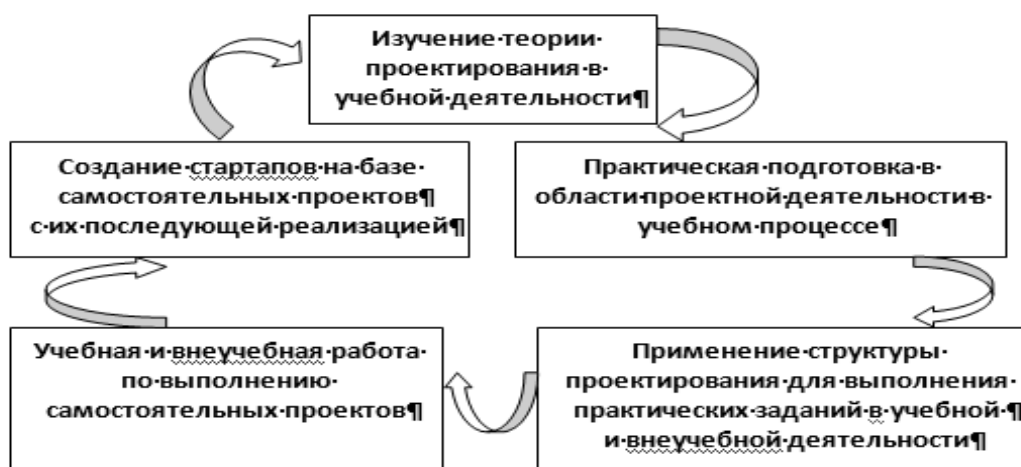 Изучение теории
проектирования в
учебной деятельности¶
Практическая подготовка в
области проектной деятельности в
учебном процессе¶
Применение структуры
проектирования для выполнения
практических заданий в учебной ¶
и внеучебной деятельности¶
Учебная и внеучебная работа
по выполнению
самостоятельных проектов¶
Создание стартапов на базе
самостоятельных проектов¶
с их последующей реализацией¶